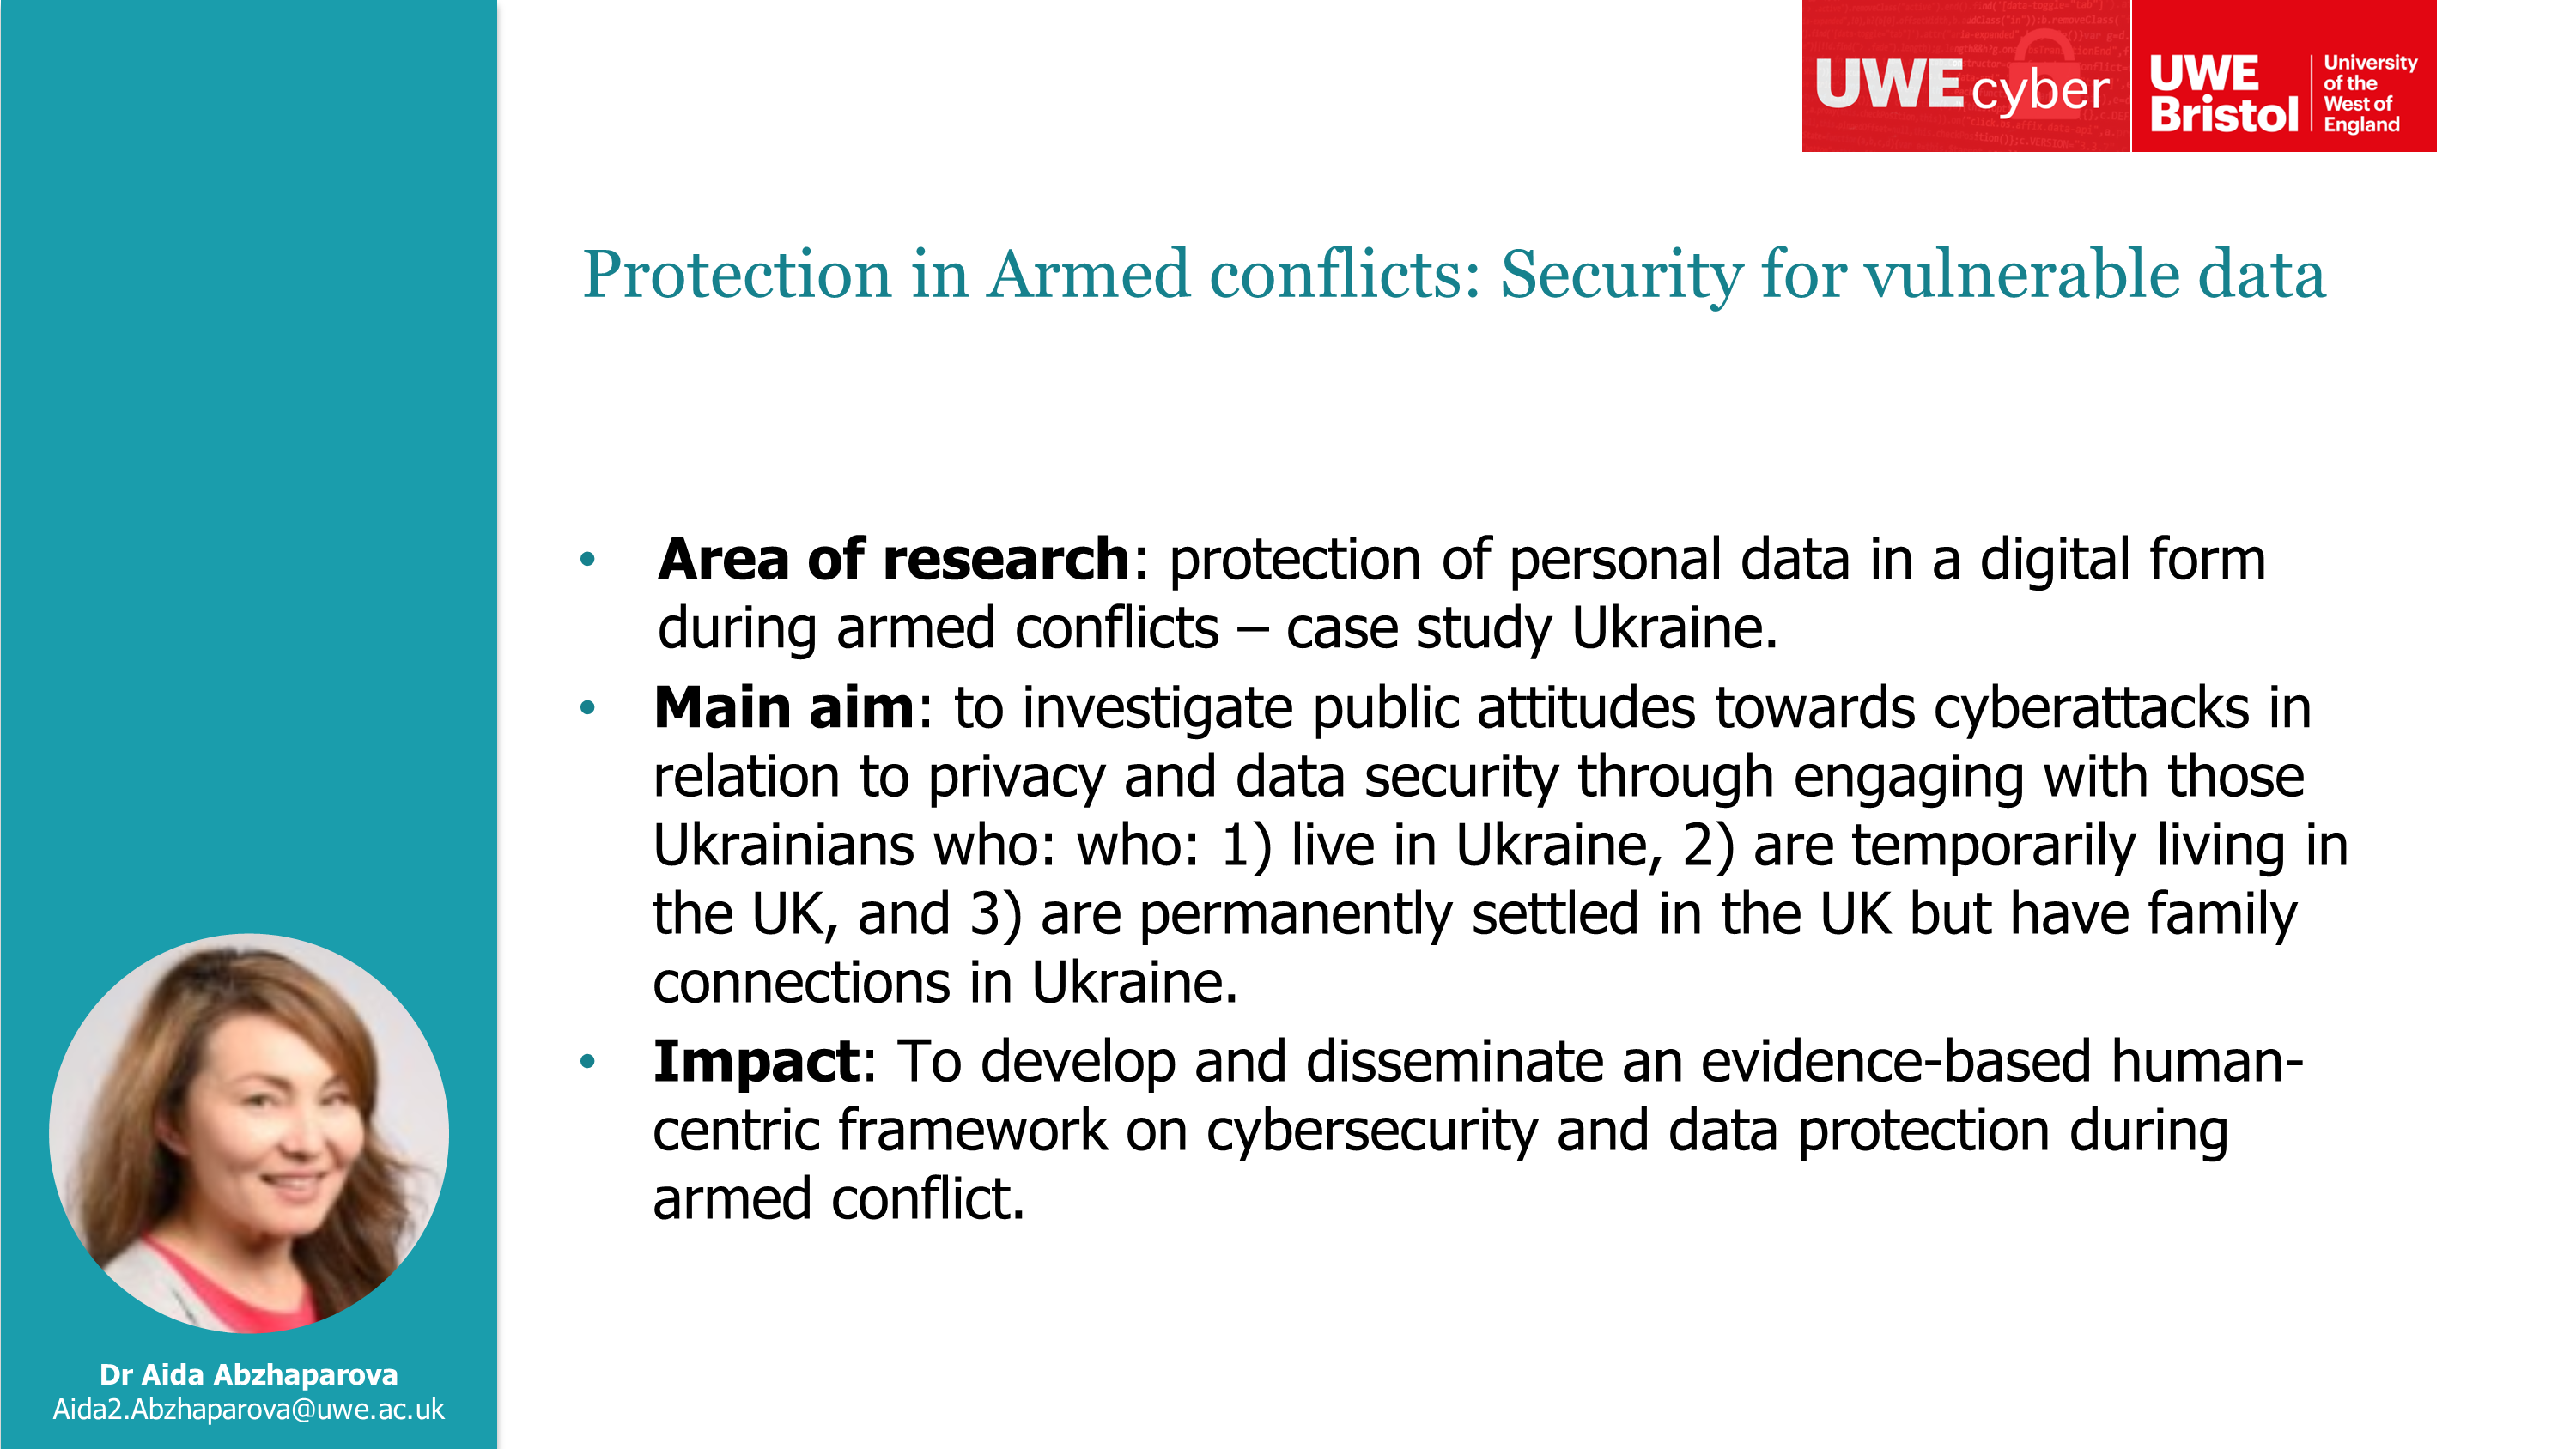 UWEcyber
UWE
Bristol
University
of the
West of
England
Protection in Armed conflicts: Security for vulnerable data
• Area of research: protection of personal data in a digital form
during armed conflicts – case study Ukraine.
• Main aim: to investigate public attitudes towards cyberattacks in
relation to privacy and data security through engaging with those
Ukrainians who: who: 1) live in Ukraine, 2) are temporarily living in
the UK, and 3) are permanently settled in the UK but have family
connections in Ukraine.
• Impact: To develop and disseminate an evidence-based human-
centric framework on cybersecurity and data protection during
armed conflict.
Dr Aida Abzhaparova
Aida2.Abzhaparova@uwe.ac.uk